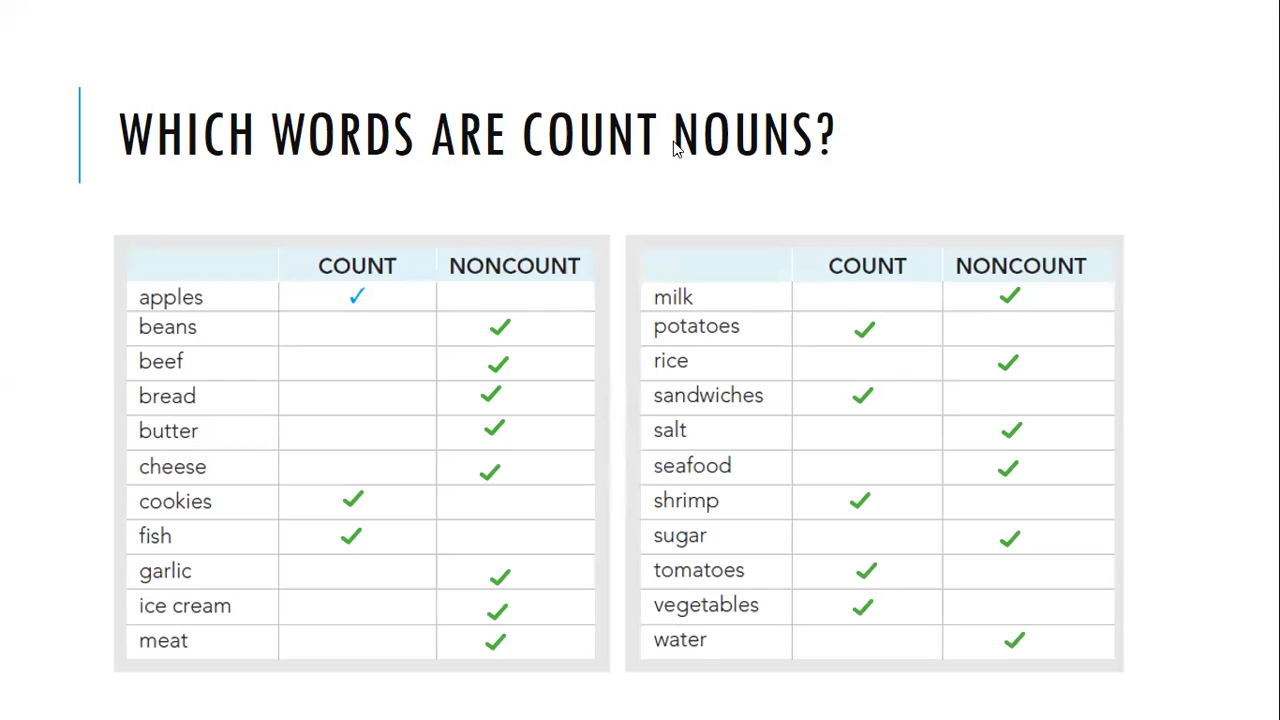 WHICH WORDS ARE COUNT NOUNS?
COUNT NONCOUNT
apples ✓
beans ✓
beef ✓
bread ✓
butter ✓
cheese ✓
cookies ✓
fish ✓
garlic ✓
ice cream ✓
meat ✓
COUNT NONCOUNT
milk ✓
potatoes ✓
rice ✓
sandwiches ✓
salt ✓
seafood ✓
shrimp ✓
sugar ✓
tomatoes ✓
vegetables ✓
water ✓